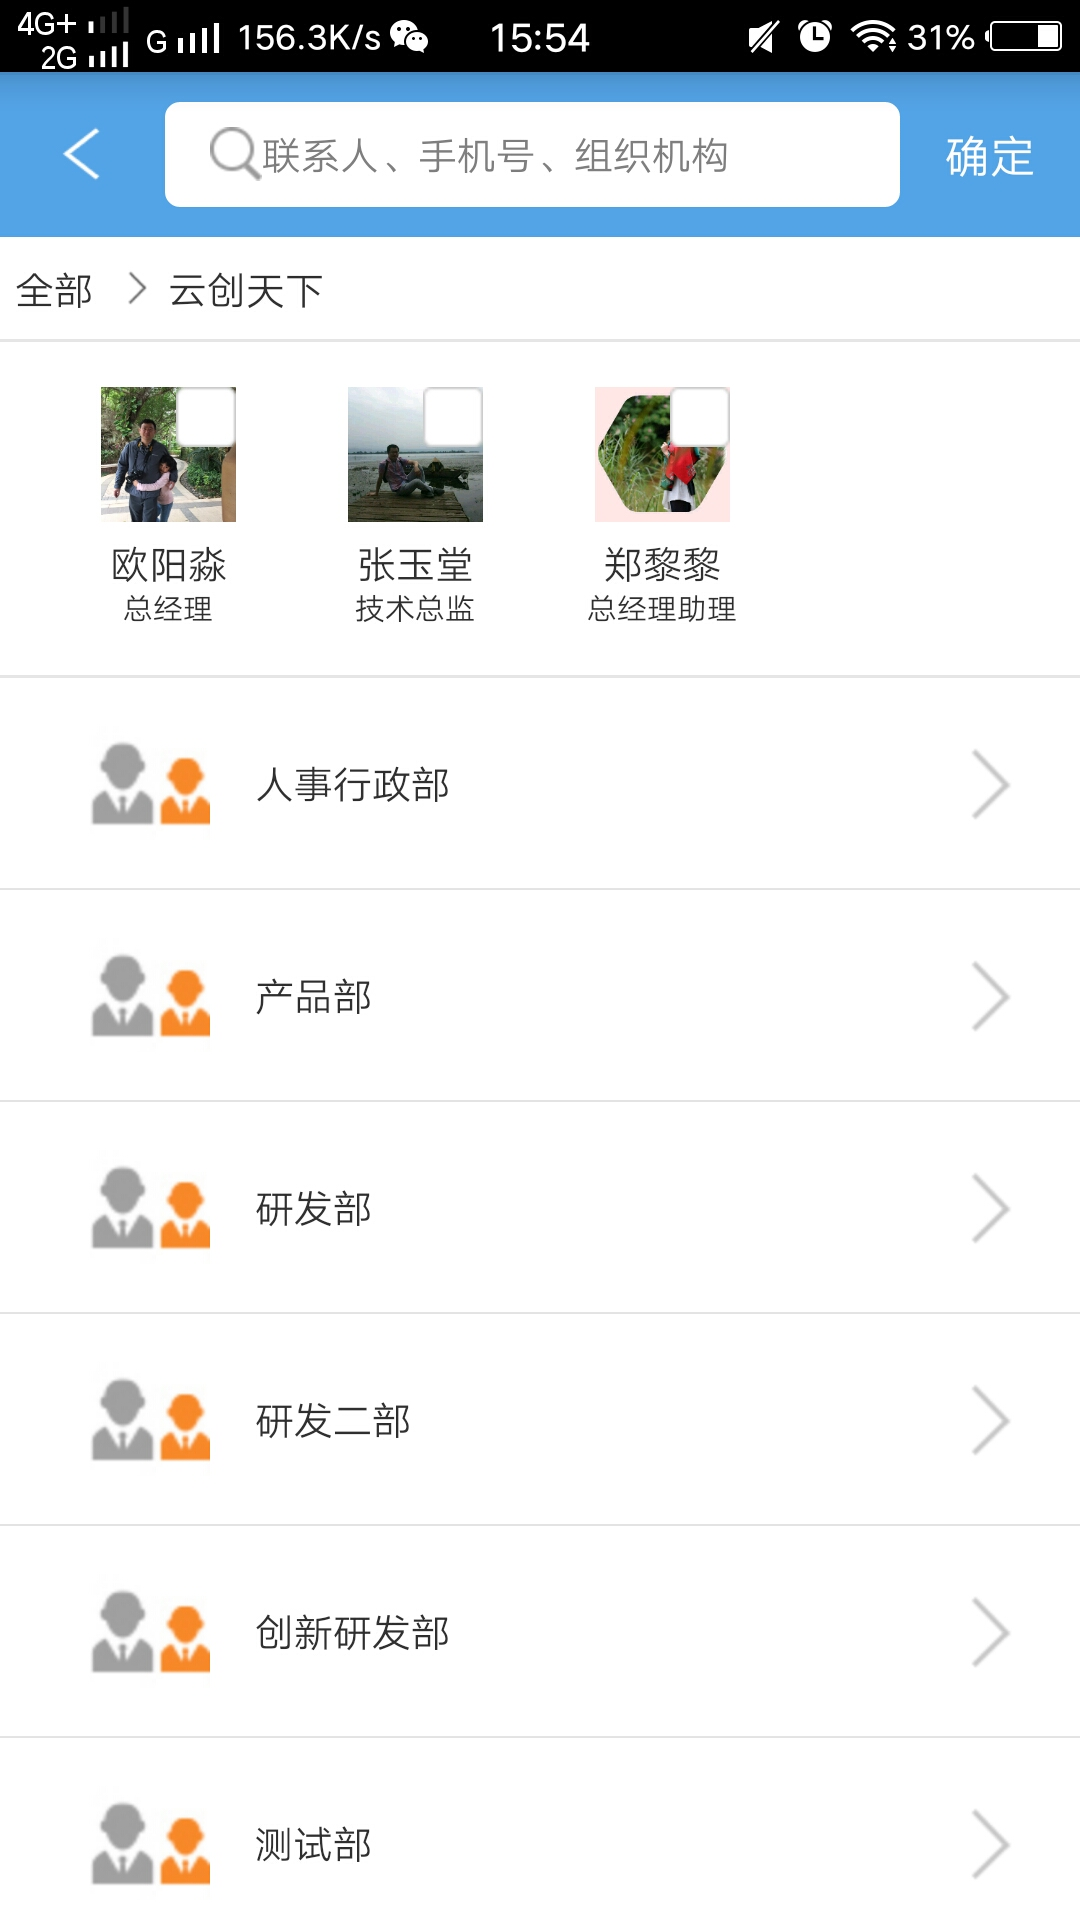 4G+ G 156.3K/s 15:54 31%
2G
联系人、手机号、组织机构 确定
全部 云创天下
欧阳淼 张玉堂 郑黎黎
总经理 技术总监 总经理助理
人事行政部
产品部
研发部
研发二部
创新研发部
测试部